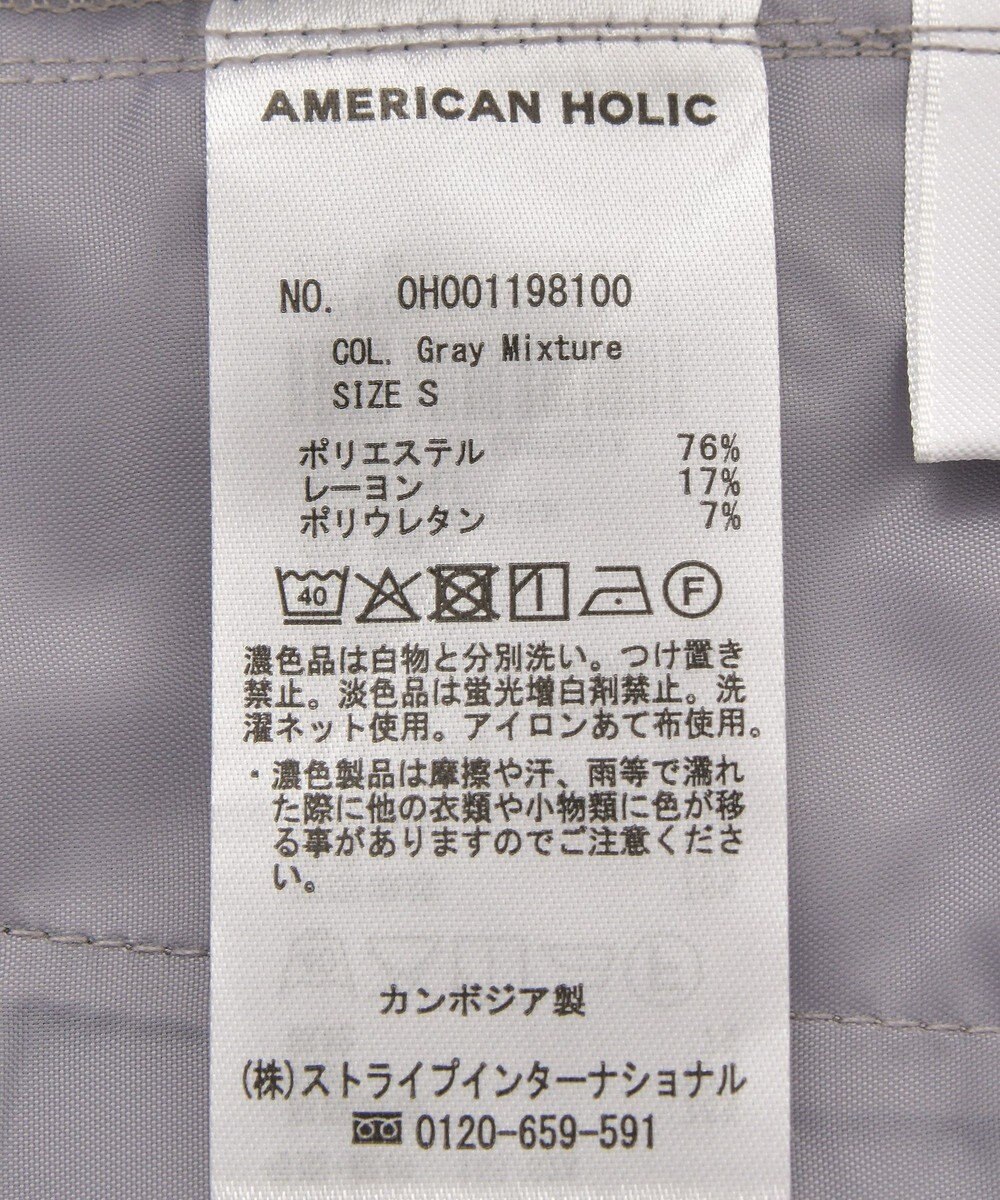 AMERICAN HOLIC
NO. 0H001198100
COL. Gray Mixture
SIZE S
ポリエステル 76%
レーヨン 17%
ポリウレタン 7%
40 F
濃色品は白物と分別洗い。つけ置き
禁止。淡色品は蛍光増白剤禁止。洗
濯ネット使用。アイロンあて布使用。
・濃色製品は摩擦や汗、雨等で濡れ
た際に他の衣類や小物類に色が移
る事がありますのでご注意くださ
い。
カンボジア製
(株)ストライプインターナショナル
0120-659-591